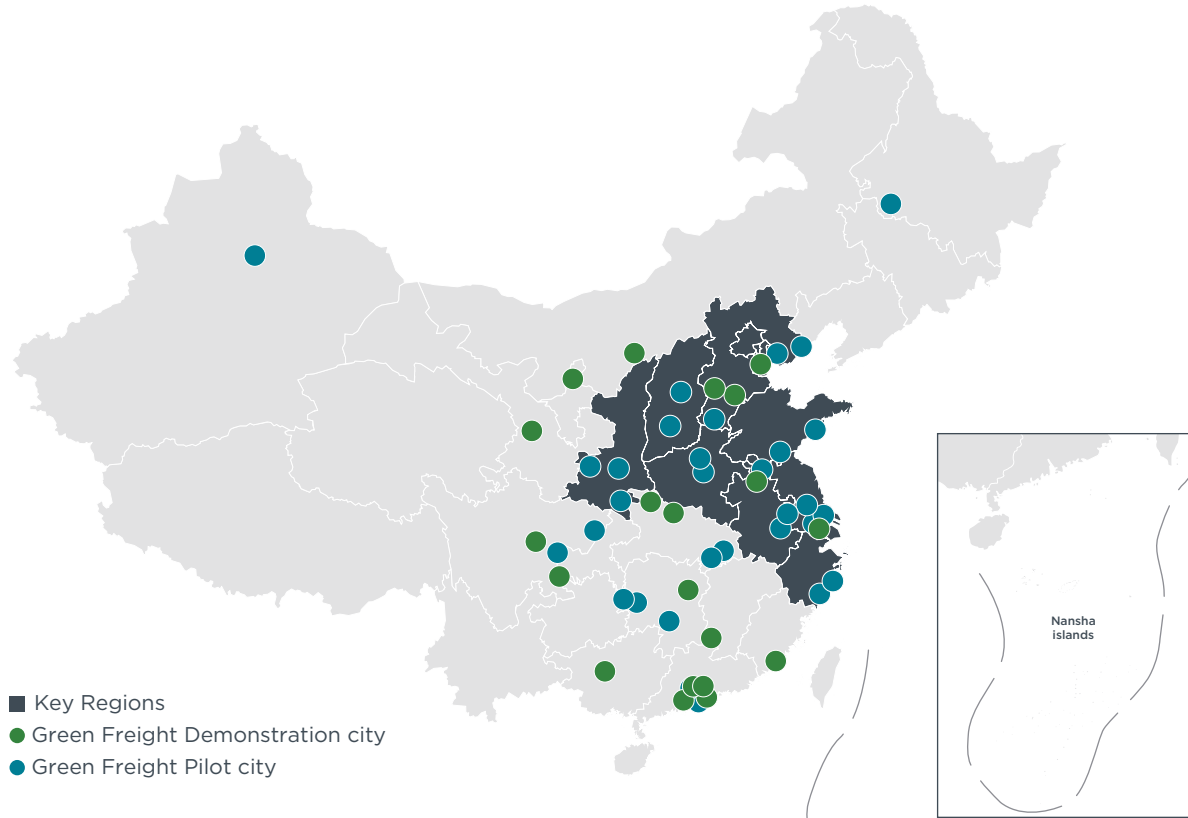 Nansha
islands
Key Regions
Green Freight Demonstration city
Green Freight Pilot city